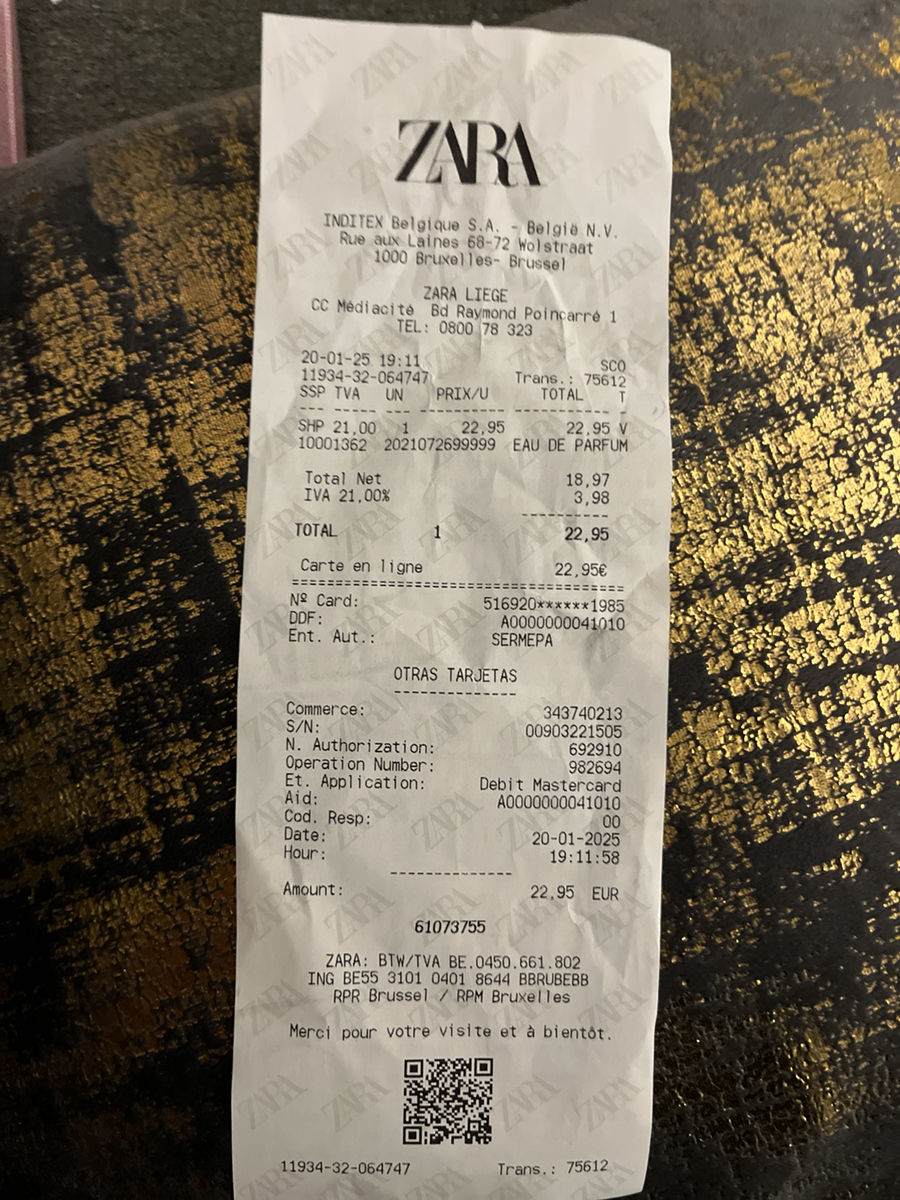 ZARA
INDITEX Belgique S.A. - België N.V.
Rue aux Laines 68-72 Wolstraat
1000 Bruxelles- Brussel
ZARA LIEGE
CC Médiacité Bd Raymond Poincarré 1
TEL: 0800 78 323
20-01-25 19:11 SCO
11934-32-064747 Trans.: 75612
SSP TVA UN PRIX/U TOTAL T
--- ----- --- ---------- ------------ -
SHP 21,00 1 22,95 22,95 V
10001362 2021072699999 EAU DE PARFUM
Total Net 18,97
IVA 21,00% 3,98
----------
TOTAL 1 22,95
Carte en ligne 22,95€
========================================
Nº Card: 516920******1985
DDF: A0000000041010
Ent. Aut.: SERMEPA
OTRAS TARJETAS
--------------
Commerce: 343740213
S/N: 00903221505
N. Authorization: 692910
Operation Number: 982694
Et. Application: Debit Mastercard
Aid: A0000000041010
Cod. Resp: 00
Date: 20-01-2025
Hour: 19:11:58
--------------
Amount: 22,95 EUR
61073755
ZARA: BTW/TVA BE.0450.661.802
ING BE55 3101 0401 8644 BBRUBEBB
RPR Brussel / RPM Bruxelles
Merci pour votre visite et à bientôt.
11934-32-064747 Trans.: 75612